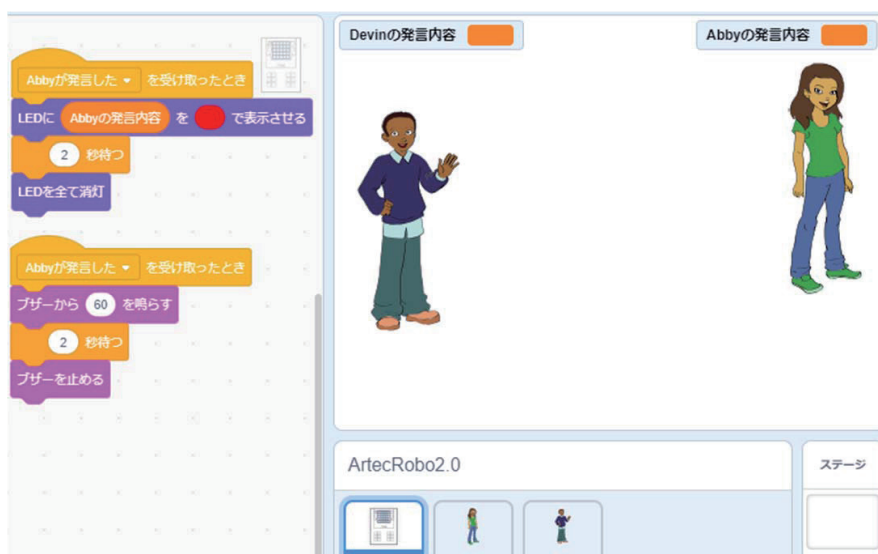 Abbyが発言した を受け取ったとき
LEDに Abbyの発言内容 を で表示させる
2 秒待つ
LEDを全て消灯
Abbyが発言した を受け取ったとき
ブザーから 60 を鳴らす
2 秒待つ
ブザーを止める
Devinの発言内容
Abbyの発言内容
ArtecRobo2.0
ステージ